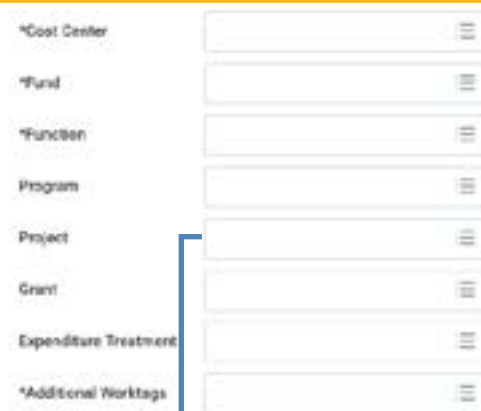 *Cost Center
*Fund
*Function
Program
Project
Grant
Expenditure Treatment
*Additional Worktags